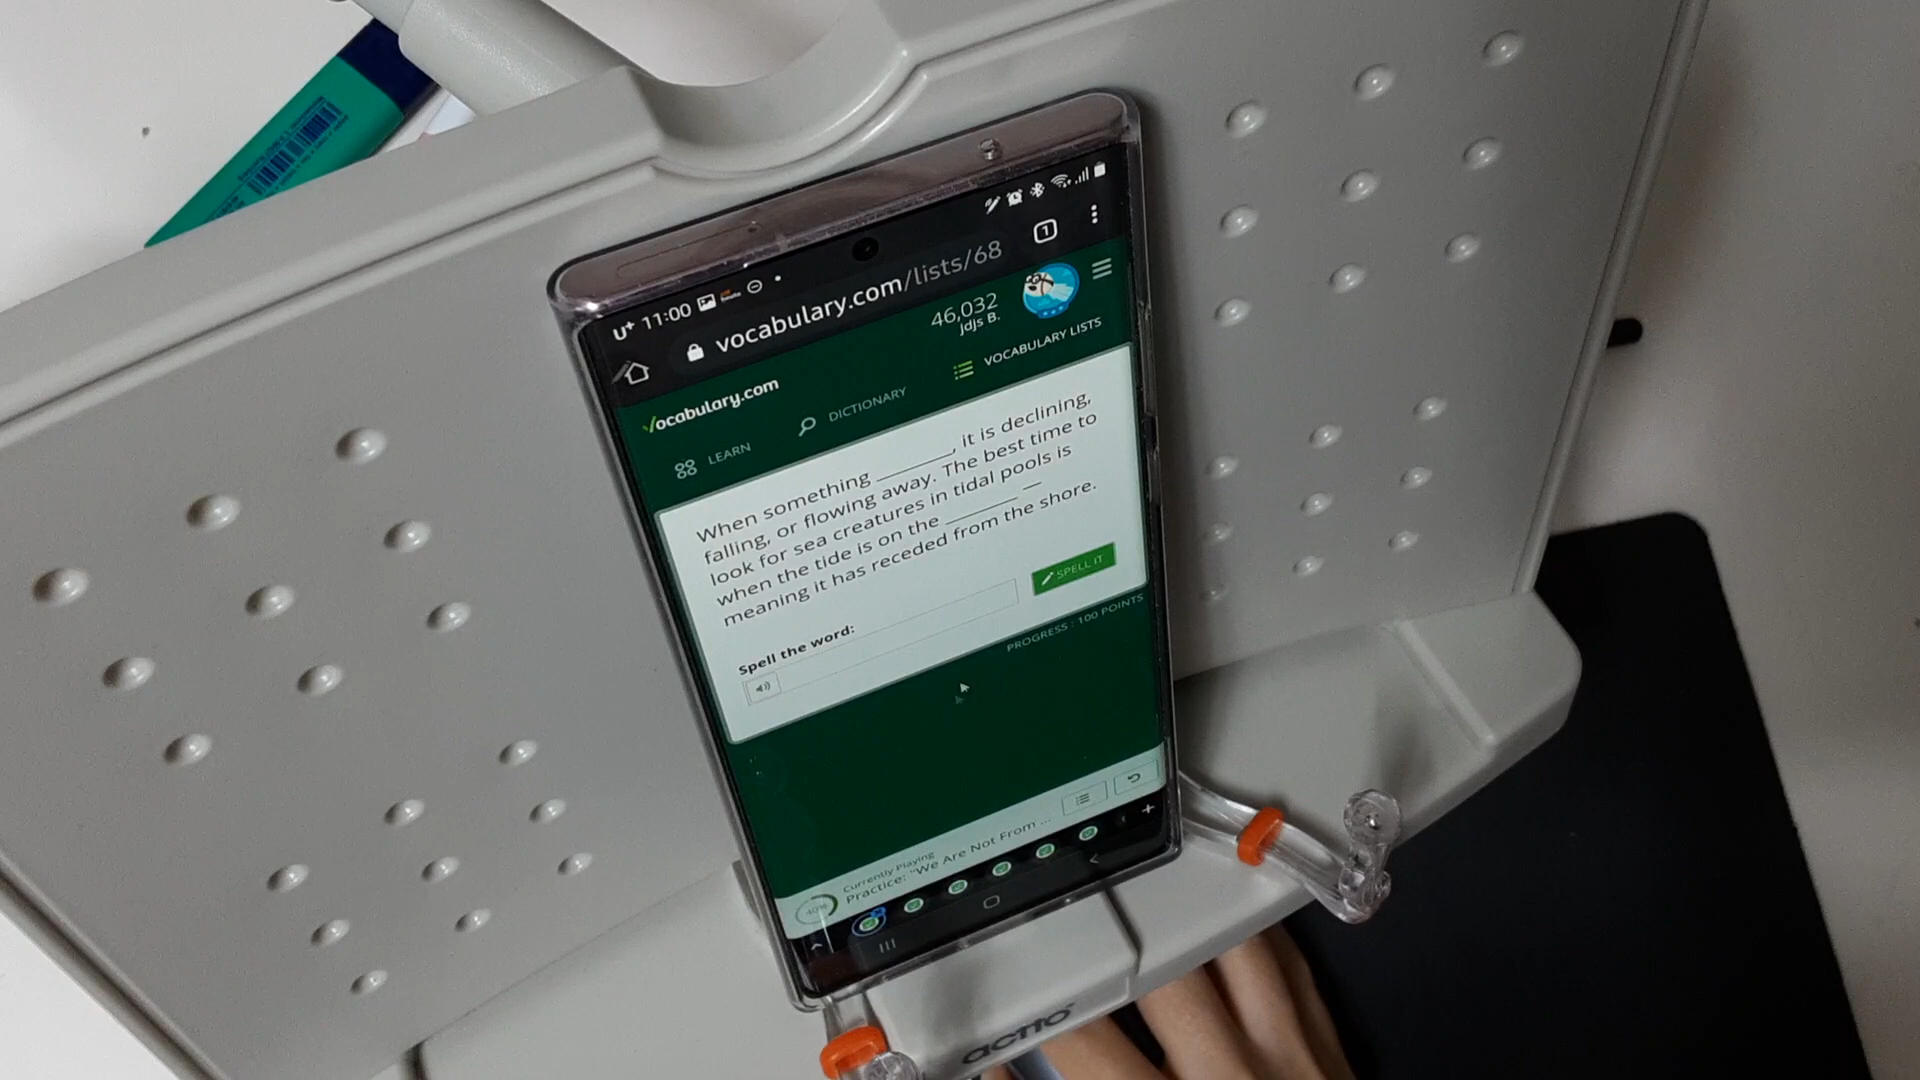 U+ 11:00
1
vocabulary.com/lists/68
46,032
jdjs B.
Vocabulary.com
LEARN
DICTIONARY
VOCABULARY LISTS
When something ________, it is declining,
falling, or flowing away. The best time to
look for sea creatures in tidal pools is
when the tide is on the ________ —
meaning it has receded from the shore.
Spell the word:
SPELL IT
PROGRESS : 100 POINTS
40%
Currently Playing
Practice: "We Are Not From ...
actto